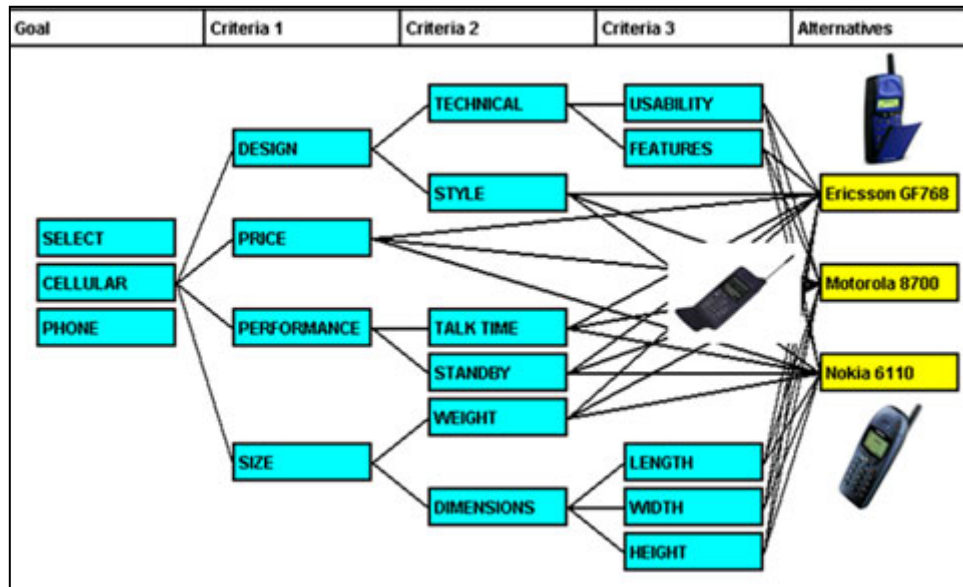 Goal
Criteria 1
Criteria 2
Criteria 3
Alternatives
TECHNICAL
USABILITY
DESIGN
FEATURES
STYLE
Ericsson GF768
SELECT
PRICE
CELLULAR
Motorola 8700
PHONE
PERFORMANCE
TALK TIME
STANDBY
Nokia 6110
WEIGHT
SIZE
LENGTH
DIMENSIONS
WIDTH
HEIGHT